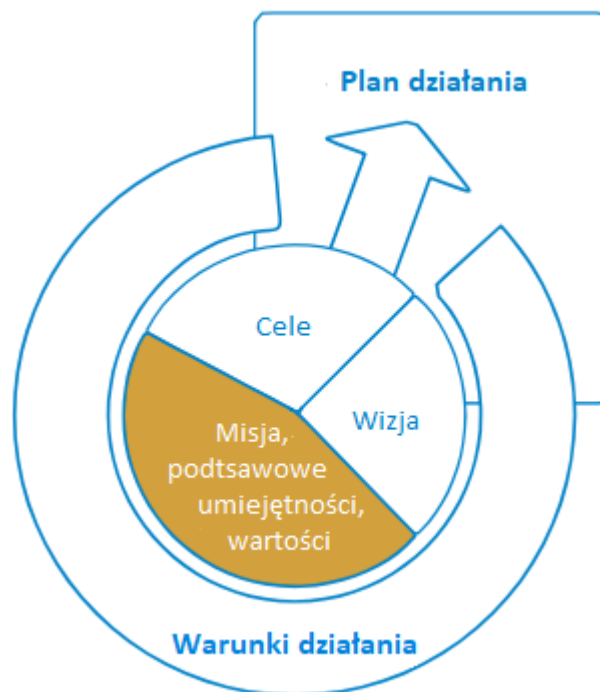 Plan działania
Cele
Wizja
Misja,
podtsawowe
umiejętności,
wartości
Warunki działania